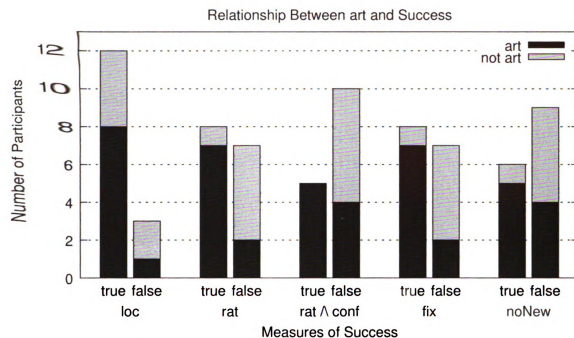 Relationship Between art and Success
art
not art
Number of Participants
12
10
8
6
4
2
0
true false true false true false true false true false
loc rat rat ∧ conf fix noNew
Measures of Success